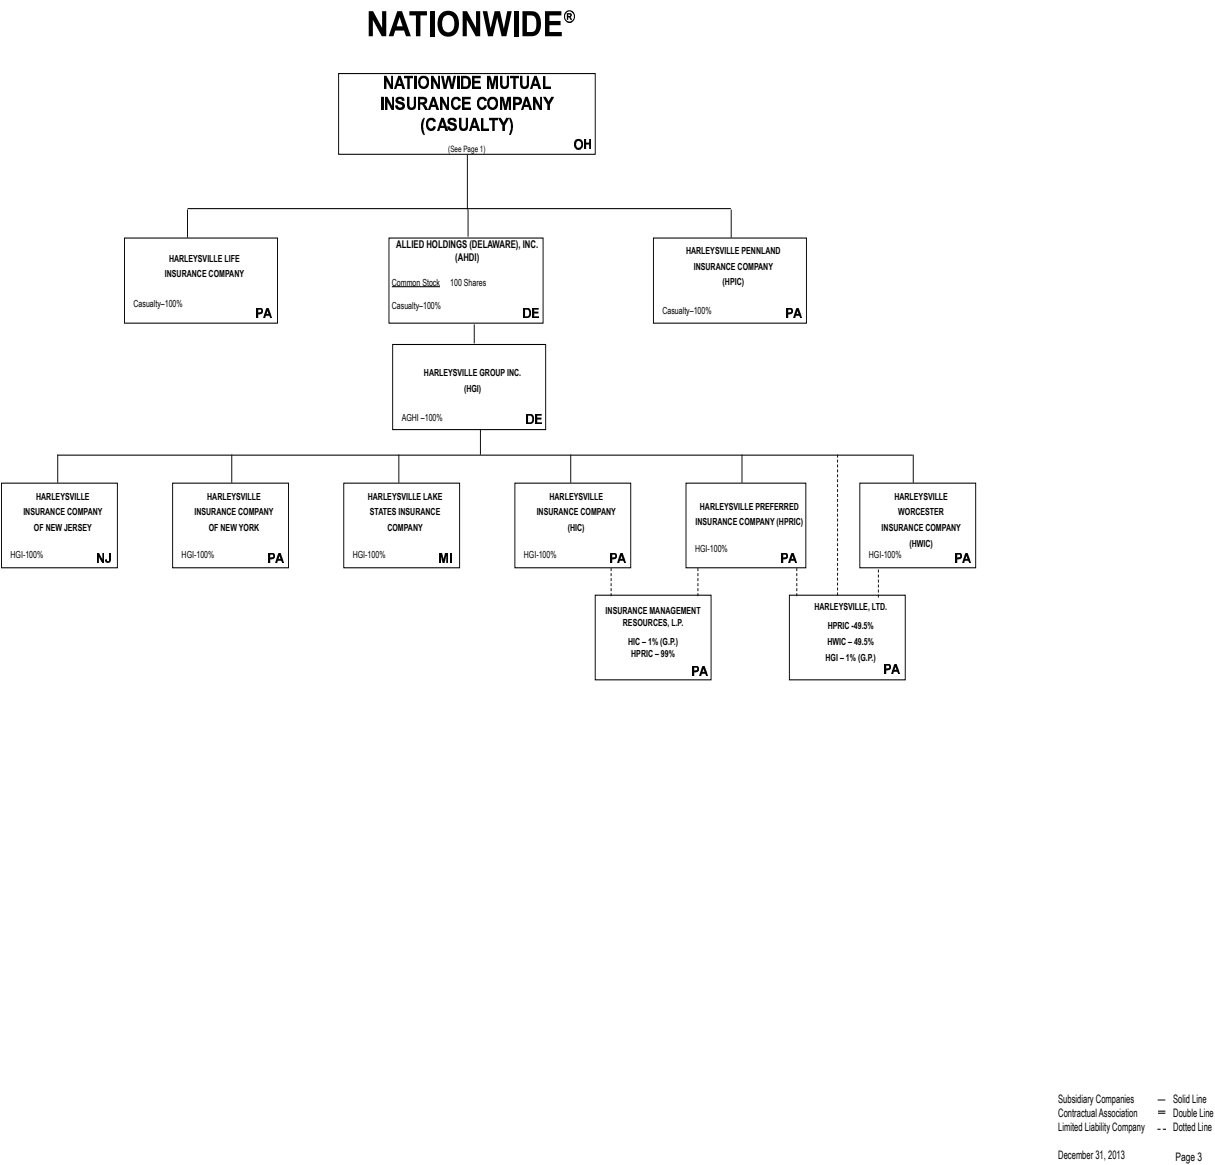 NATIONWIDE®
NATIONWIDE MUTUAL
INSURANCE COMPANY
(CASUALTY)
(See Page 1)
OH
HARLEYSVILLE LIFE
INSURANCE COMPANY
Casualty–100%
PA
ALLIED HOLDINGS (DELAWARE), INC.
(AHDI)
Common Stock 100 Shares
Casualty–100%
DE
HARLEYSVILLE PENNLAND
INSURANCE COMPANY
(HPIC)
Casualty–100%
PA
HARLEYSVILLE GROUP INC.
(HGI)
AGHI –100%
DE
HARLEYSVILLE
INSURANCE COMPANY
OF NEW JERSEY
HGI-100%
NJ
HARLEYSVILLE
INSURANCE COMPANY
OF NEW YORK
HGI-100%
PA
HARLEYSVILLE LAKE
STATES INSURANCE
COMPANY
HGI-100%
MI
HARLEYSVILLE
INSURANCE COMPANY
(HIC)
HGI-100%
PA
HARLEYSVILLE PREFERRED
INSURANCE COMPANY (HPRIC)
HGI-100%
PA
HARLEYSVILLE
WORCESTER
INSURANCE COMPANY
(HWIC)
HGI-100%
PA
INSURANCE MANAGEMENT
RESOURCES, L.P.
HIC – 1% (G.P.)
HPRIC – 99%
PA
HARLEYSVILLE, LTD.
HPRIC -49.5%
HWIC – 49.5%
HGI – 1% (G.P.)
PA
Subsidiary Companies — Solid Line
Contractual Association = Double Line
Limited Liability Company - - Dotted Line
December 31, 2013 Page 3